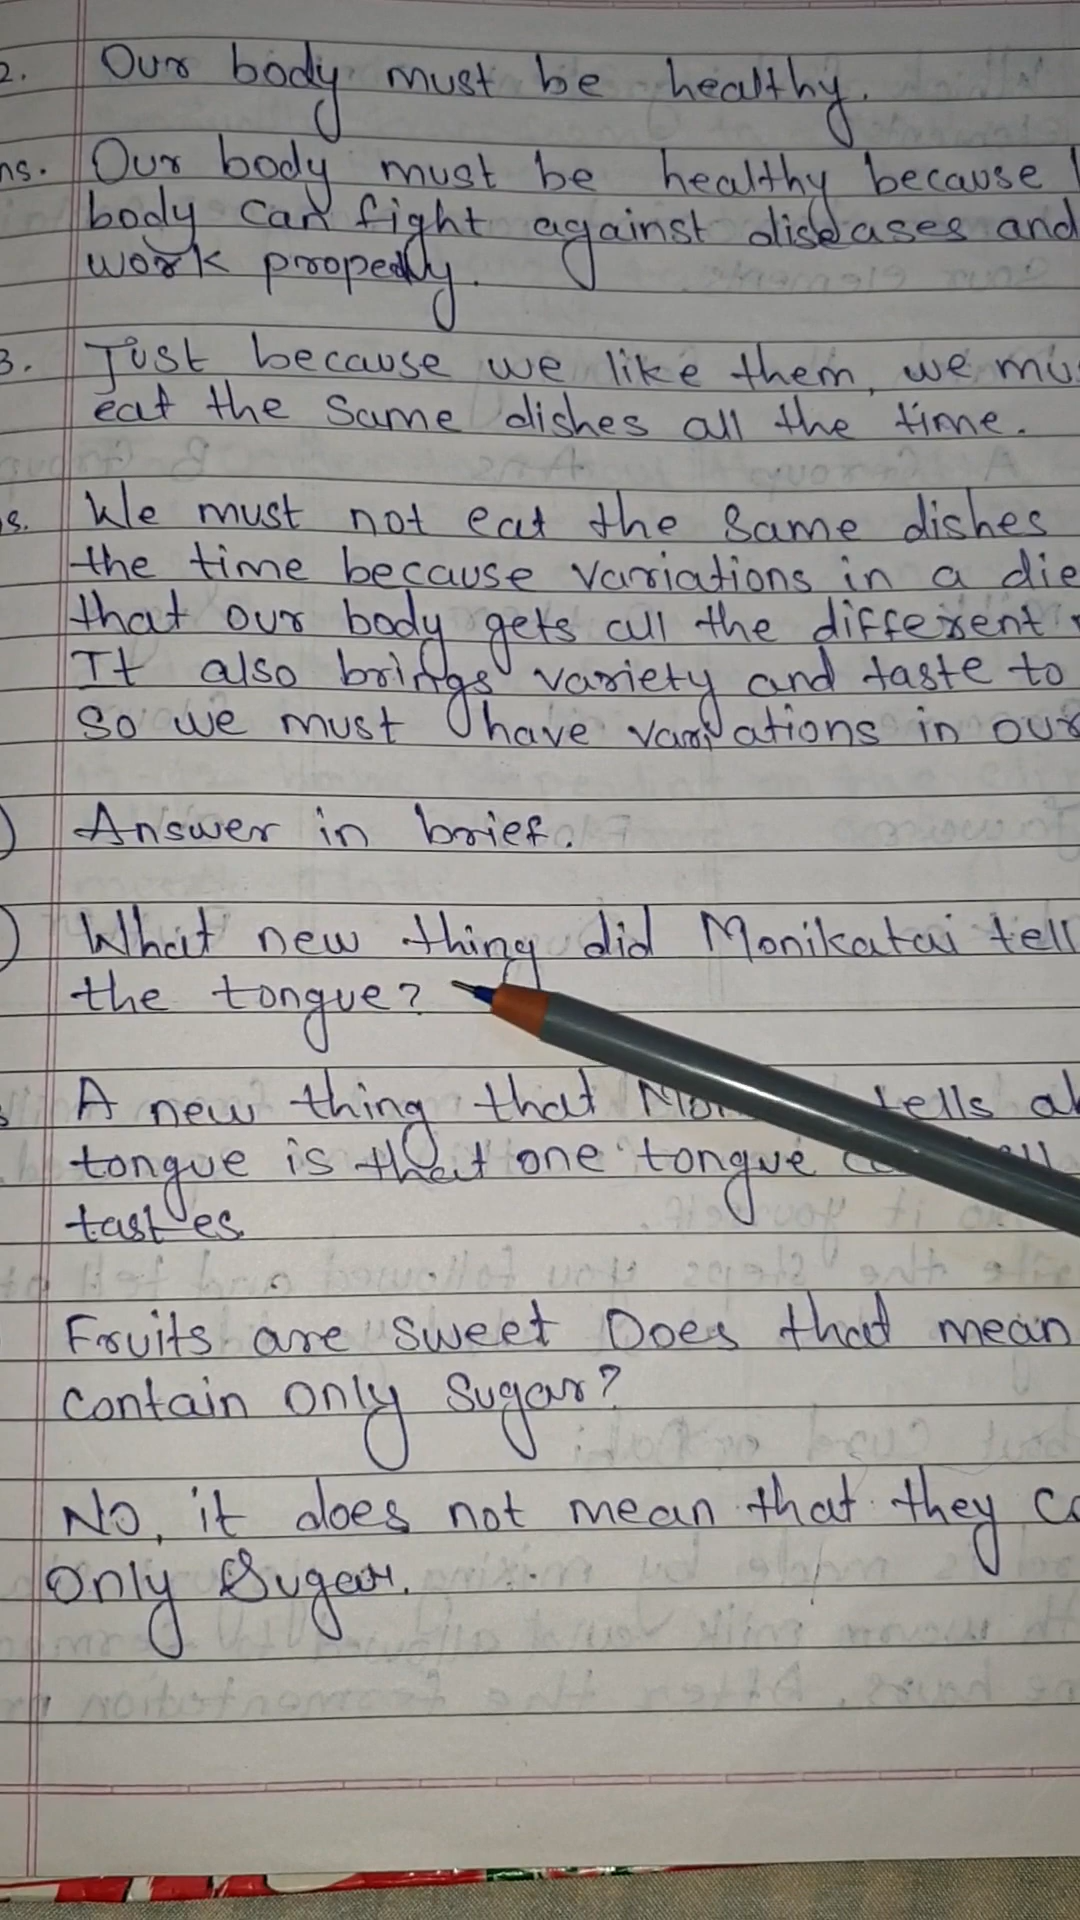 2. Our body must be healthy.
ns. Our body must be healthy because
body can fight against diseases and
work properly.
3. Just because we like them, we mus
eat the same dishes all the time.
s. We must not eat the same dishes
the time because variations in a die
that our body gets all the different
It also brings variety and taste to
So we must have variations in our
) Answer in brief.
) What new thing did Monikatai tell
the tongue?
s A new thing that tells ab
tongue is that one tongue
tastes
Fruits are sweet Does that mean
contain only sugar?
No, it does not mean that they co
only sugar.